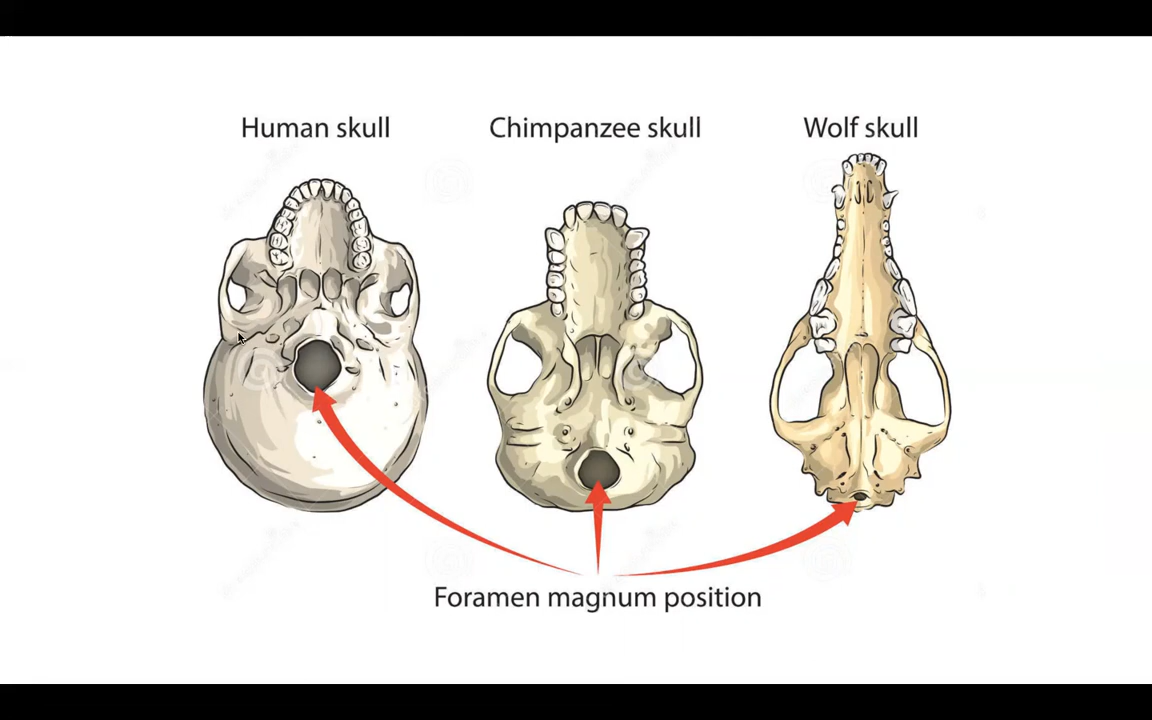 Human skull
Chimpanzee skull
Wolf skull
Foramen magnum position